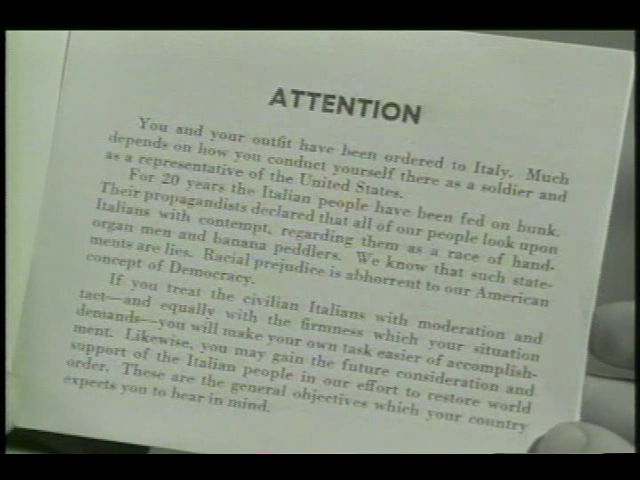 ATTENTION
You and your outfit have been ordered to Italy. Much
depends on how you conduct yourself there as a soldier and
as a representative of the United States.
For 20 years the Italian people have been fed on bunk.
Their propagandists declared that all of our people look upon
Italians with contempt, regarding them as a race of hand-
organ men and banana peddlers. We know that such state-
ments are lies. Racial prejudice is abhorrent to our American
concept of Democracy.
If you treat the civilian Italians with moderation and
tact—and equally with the firmness which your situation
demands—you will make your own task easier of accomplish-
ment. Likewise, you may gain the future consideration and
support of the Italian people in our effort to restore world
order. These are the general objectives which your country
expects you to hear in mind.